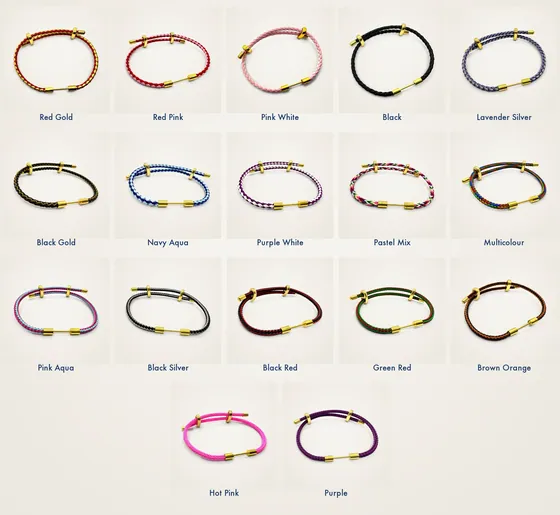 Red Gold
Red Pink
Pink White
Black
Lavender Silver
Black Gold
Navy Aqua
Purple White
Pastel Mix
Multicolour
Pink Aqua
Black Silver
Black Red
Green Red
Brown Orange
Hot Pink
Purple